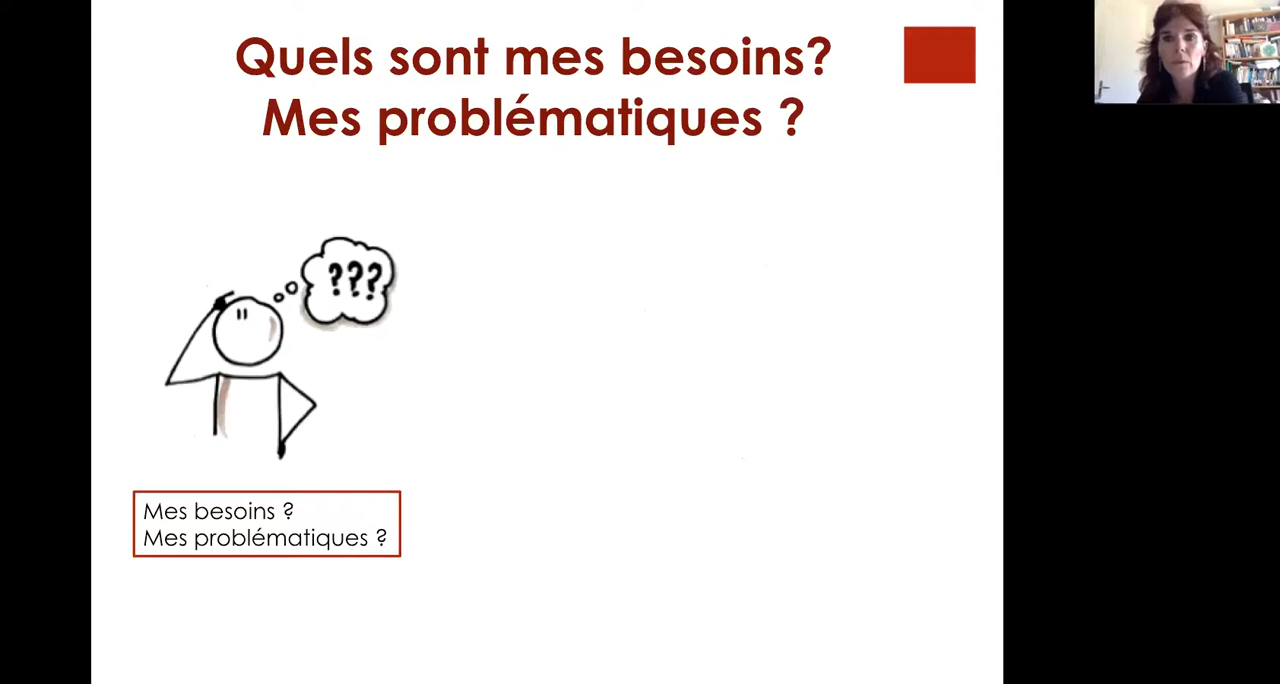 Quels sont mes besoins?
Mes problématiques ?
???
Mes besoins ?
Mes problématiques ?